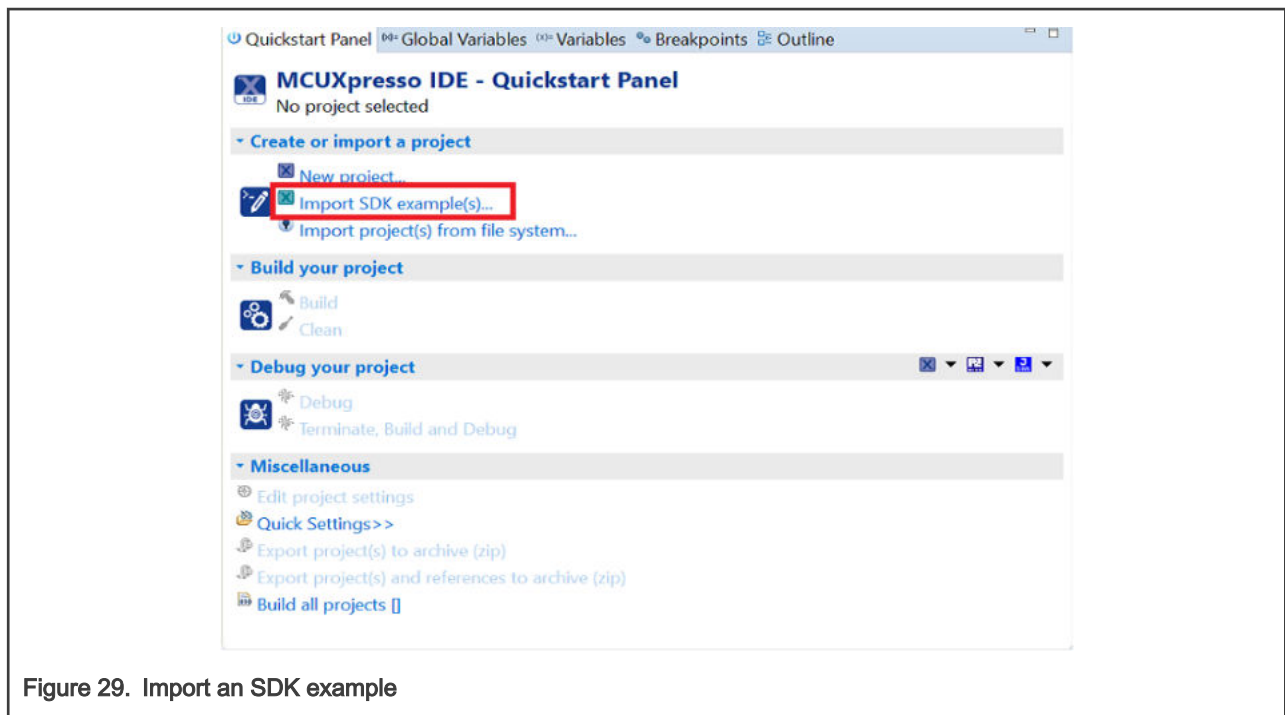 Quickstart Panel (x)= Global Variables (x)= Variables Breakpoints Outline
MCUXpresso IDE - Quickstart Panel
IDE
No project selected
Create or import a project
New project...
Import SDK example(s)...
Import project(s) from file system...
Build your project
Build
Clean
Debug your project
Debug
Terminate, Build and Debug
Miscellaneous
Edit project settings
Quick Settings>>
Export project(s) to archive (zip)
Export project(s) and references to archive (zip)
Build all projects []
Figure 29. Import an SDK example